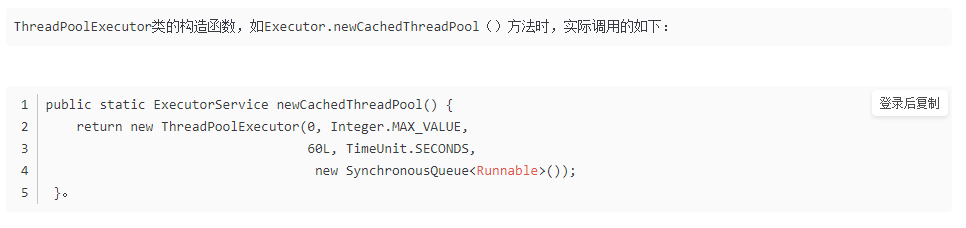 ThreadPoolExecutor类的构造函数，如Executor.newCachedThreadPool（）方法时，实际调用的如下：
登录后复制
1 public static ExecutorService newCachedThreadPool() {
2     return new ThreadPoolExecutor(0, Integer.MAX_VALUE,
3                                   60L, TimeUnit.SECONDS,
4                                   new SynchronousQueue<Runnable>());
5  }。